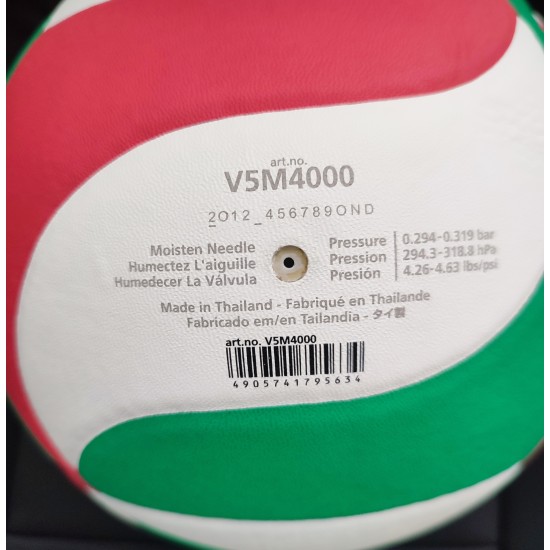 art.no.
V5M4000
2012_456789OND
Moisten Needle
Humectez L'aiguille
Humedecer La Válvula
Pressure
Pression
Presión
0.294-0.319 bar
294.3-318.8 hPa
4.26-4.63 lbs/psi
Made in Thailand - Fabriqué en Thaïlande
Fabricado em/en Tailandia - タイ製
art.no. V5M4000
4905741795634